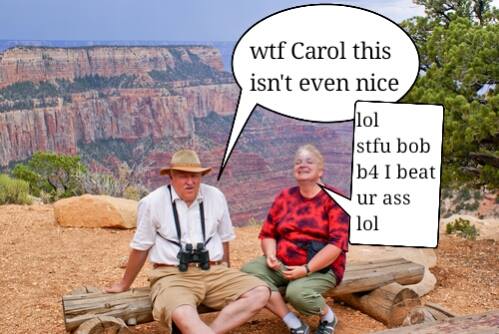 wtf Carol this
isn't even nice
lol
stfu bob
b4 I beat
ur ass
lol